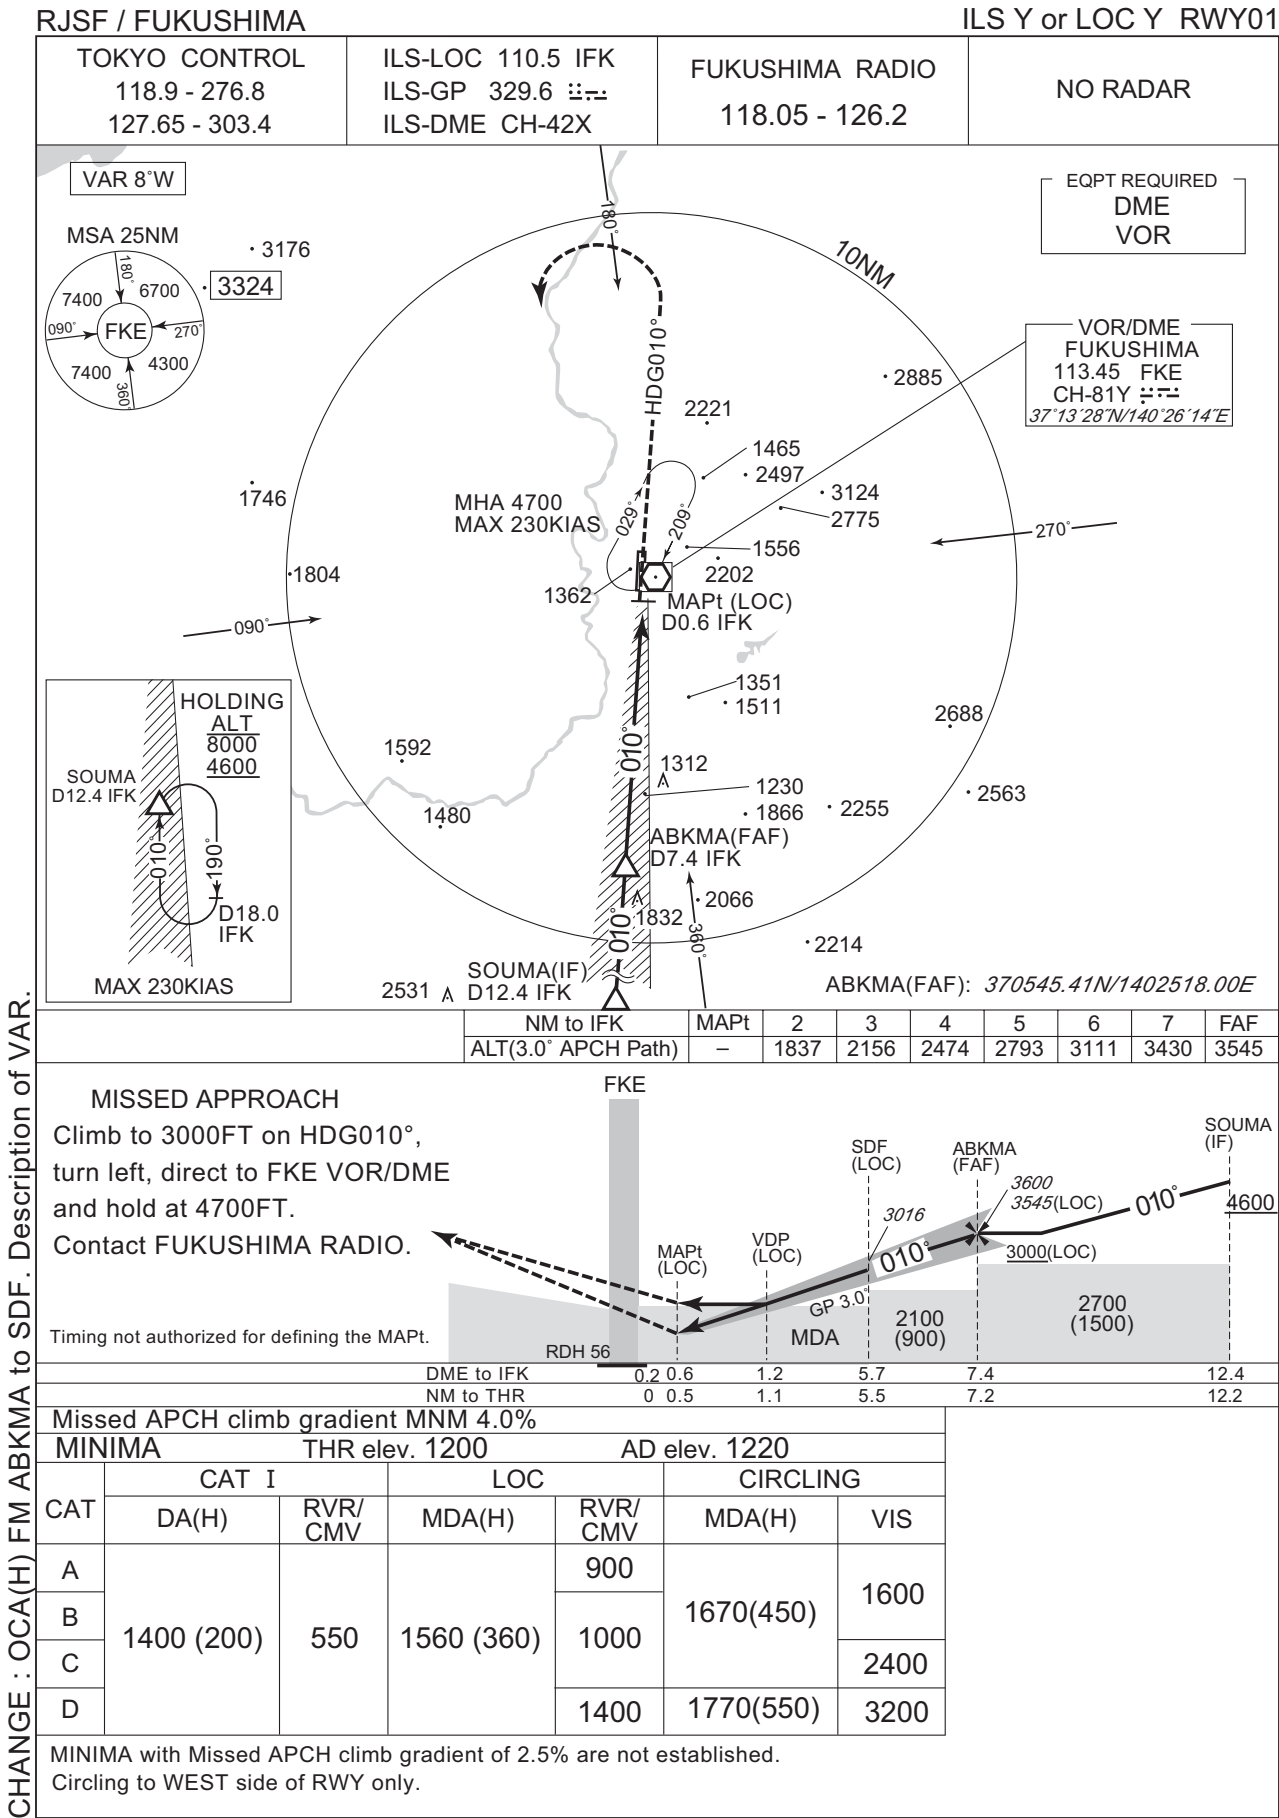 RJSF / FUKUSHIMA
ILS Y or LOC Y RWY01
TOKYO CONTROL
118.9 - 276.8
127.65 - 303.4
ILS-LOC 110.5 IFK
ILS-GP 329.6
ILS-DME CH-42X
FUKUSHIMA RADIO
118.05 - 126.2
NO RADAR
VAR 8°W
EQPT REQUIRED
DME
VOR
MSA 25NM
180°
7400
6700
090°
FKE
270°
7400
4300
360°
3176
3324
180°
10NM
VOR/DME
FUKUSHIMA
113.45 FKE
CH-81Y
37°13´28˝N/140°26´14˝E
HDG010°
2885
2221
1465
2497
3124
2775
1746
MHA 4700
MAX 230KIAS
029°
209°
270°
1556
2202
1804
1362
MAPt (LOC)
D0.6 IFK
090°
1351
1511
2688
HOLDING
ALT
8000
4600
SOUMA
D12.4 IFK
010°
190°
D18.0
IFK
MAX 230KIAS
1592
1480
010°
1312
1230
1866
2255
2563
ABKMA(FAF)
D7.4 IFK
2066
1832
010°
360°
2214
2531
SOUMA(IF)
D12.4 IFK
ABKMA(FAF): 370545.41N/1402518.00E
NM to IFK MAPt 2 3 4 5 6 7 FAF
ALT(3.0° APCH Path) – 1837 2156 2474 2793 3111 3430 3545
MISSED APPROACH
Climb to 3000FT on HDG010°,
turn left, direct to FKE VOR/DME
and hold at 4700FT.
Contact FUKUSHIMA RADIO.
Timing not authorized for defining the MAPt.
FKE
SOUMA
(IF)
SDF
(LOC)
ABKMA
(FAF)
3600
3545(LOC)
010°
4600
3016
MAPt
(LOC)
VDP
(LOC)
010°
3000(LOC)
GP 3.0°
MDA
2100
(900)
2700
(1500)
RDH 56
DME to IFK 0.2 0.6 1.2 5.7 7.4 12.4
NM to THR 0 0.5 1.1 5.5 7.2 12.2
Missed APCH climb gradient MNM 4.0%
MINIMA THR elev. 1200 AD elev. 1220
CAT
CAT I LOC CIRCLING
DA(H) RVR/CMV MDA(H) RVR/CMV MDA(H) VIS
A
B
C
D
1400 (200)
550
1560 (360)
900
1000
1400
1670(450)
1770(550)
1600
2400
3200
MINIMA with Missed APCH climb gradient of 2.5% are not established.
Circling to WEST side of RWY only.
CHANGE : OCA(H) FM ABKMA to SDF. Description of VAR.